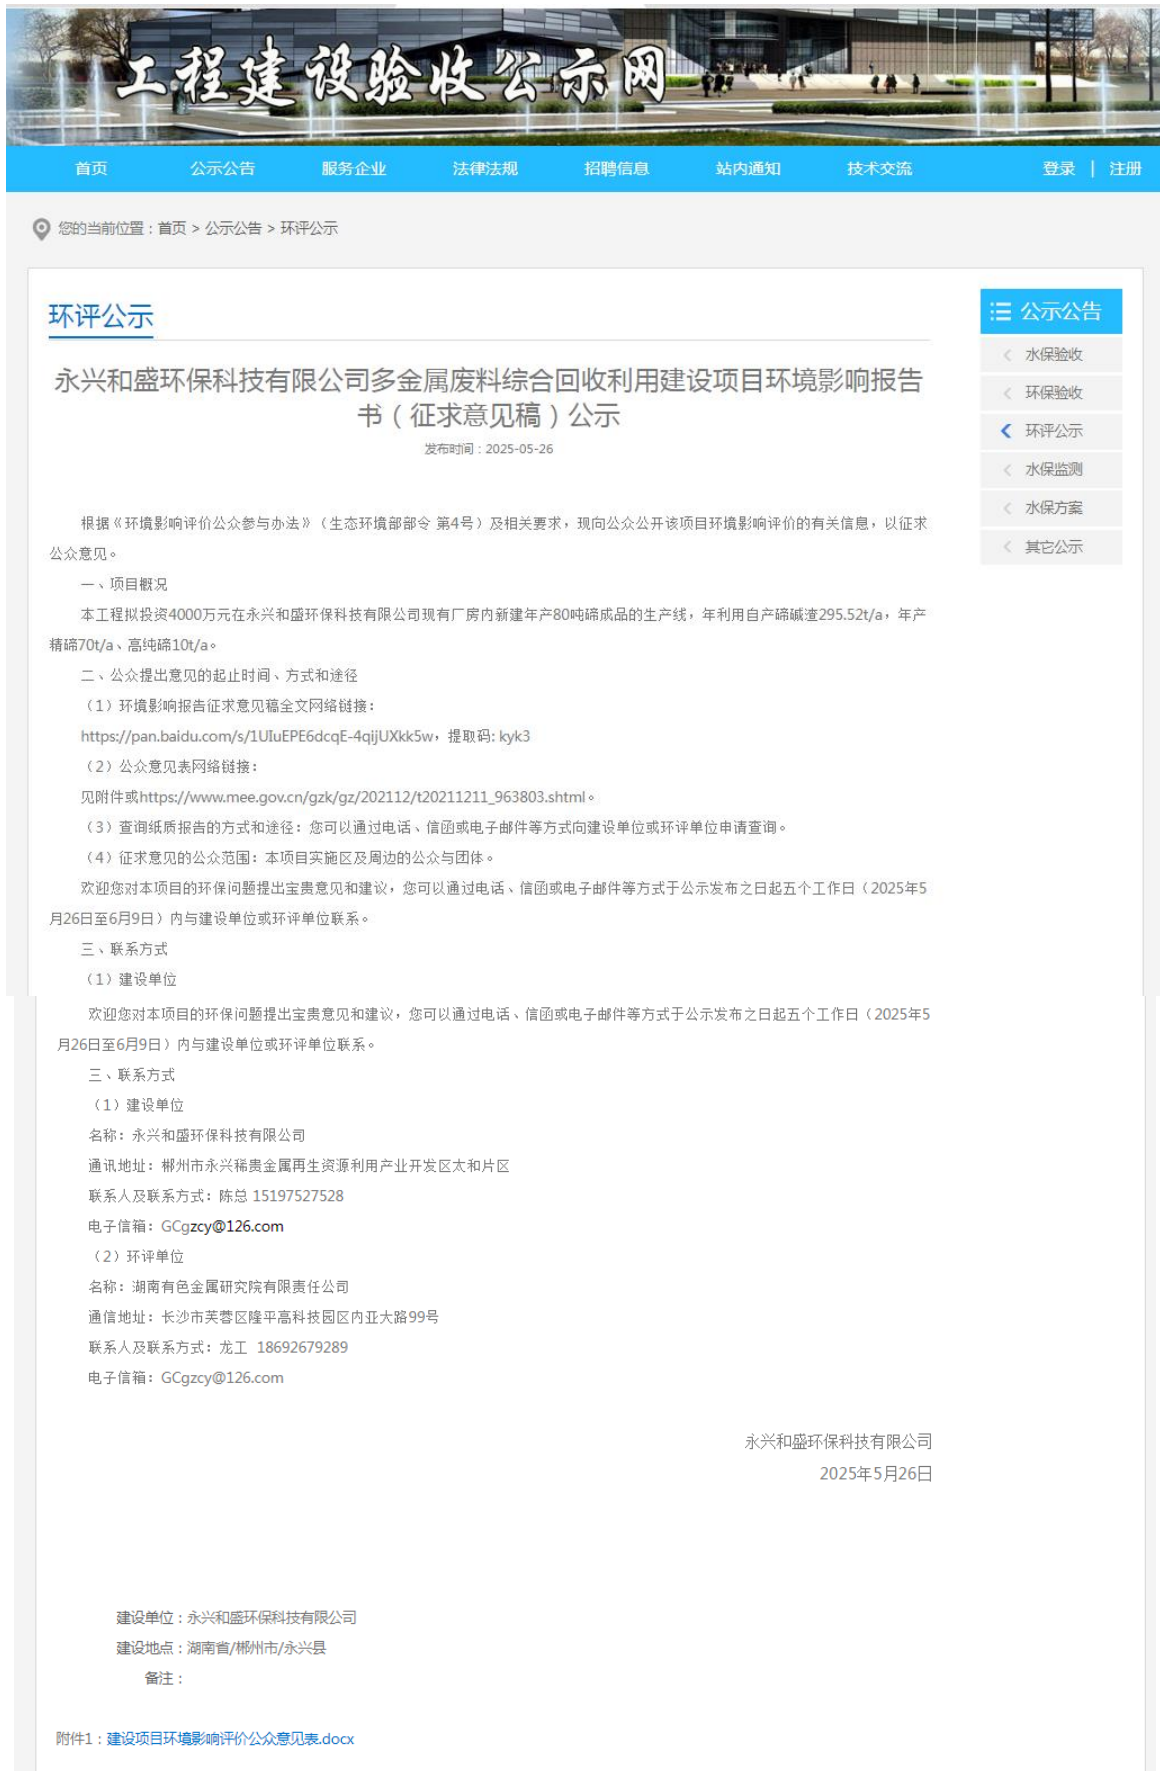 工程建设验收公示网
首页 公示公告 服务企业 法律法规 招聘信息 站内通知 技术交流 登录 | 注册
您的当前位置：首页 > 公示公告 > 环评公示
环评公示
公示公告
水保验收
环保验收
环评公示
水保监测
水保方案
其它公示
永兴和盛环保科技有限公司多金属废料综合回收利用建设项目环境影响报告
书（征求意见稿）公示
发布时间：2025-05-26
根据《环境影响评价公众参与办法》（生态环境部部令 第4号）及相关要求，现向公众公开该项目环境影响评价的有关信息，以征求
公众意见。
一、项目概况
本工程拟投资4000万元在永兴和盛环保科技有限公司现有厂房内新建年产80吨碲成品的生产线，年利用自产碲碱渣295.52t/a，年产
精碲70t/a、高纯碲10t/a。
二、公众提出意见的起止时间、方式和途径
（1）环境影响报告征求意见稿全文网络链接：
https://pan.baidu.com/s/1UIuEPE6dcqE-4qijUXkk5w，提取码: kyk3
（2）公众意见表网络链接：
见附件或https://www.mee.gov.cn/gzk/gz/202112/t20211211_963803.shtml。
（3）查询纸质报告的方式和途径：您可以通过电话、信函或电子邮件等方式向建设单位或环评单位申请查询。
（4）征求意见的公众范围：本项目实施区及周边的公众与团体。
欢迎您对本项目的环保问题提出宝贵意见和建议，您可以通过电话、信函或电子邮件等方式于公示发布之日起五个工作日（2025年5
月26日至6月9日）内与建设单位或环评单位联系。
三、联系方式
（1）建设单位
欢迎您对本项目的环保问题提出宝贵意见和建议，您可以通过电话、信函或电子邮件等方式于公示发布之日起五个工作日（2025年5
月26日至6月9日）内与建设单位或环评单位联系。
三、联系方式
（1）建设单位
名称：永兴和盛环保科技有限公司
通讯地址：郴州市永兴稀贵金属再生资源利用产业开发区太和片区
联系人及联系方式：陈总 15197527528
电子信箱：GCgzcy@126.com
（2）环评单位
名称：湖南有色金属研究院有限责任公司
通信地址：长沙市芙蓉区隆平高科技园区内亚大路99号
联系人及联系方式：龙工 18692679289
电子信箱：GCgzcy@126.com
永兴和盛环保科技有限公司
2025年5月26日
建设单位：永兴和盛环保科技有限公司
建设地点：湖南省/郴州市/永兴县
备注：
附件1：建设项目环境影响评价公众意见表.docx